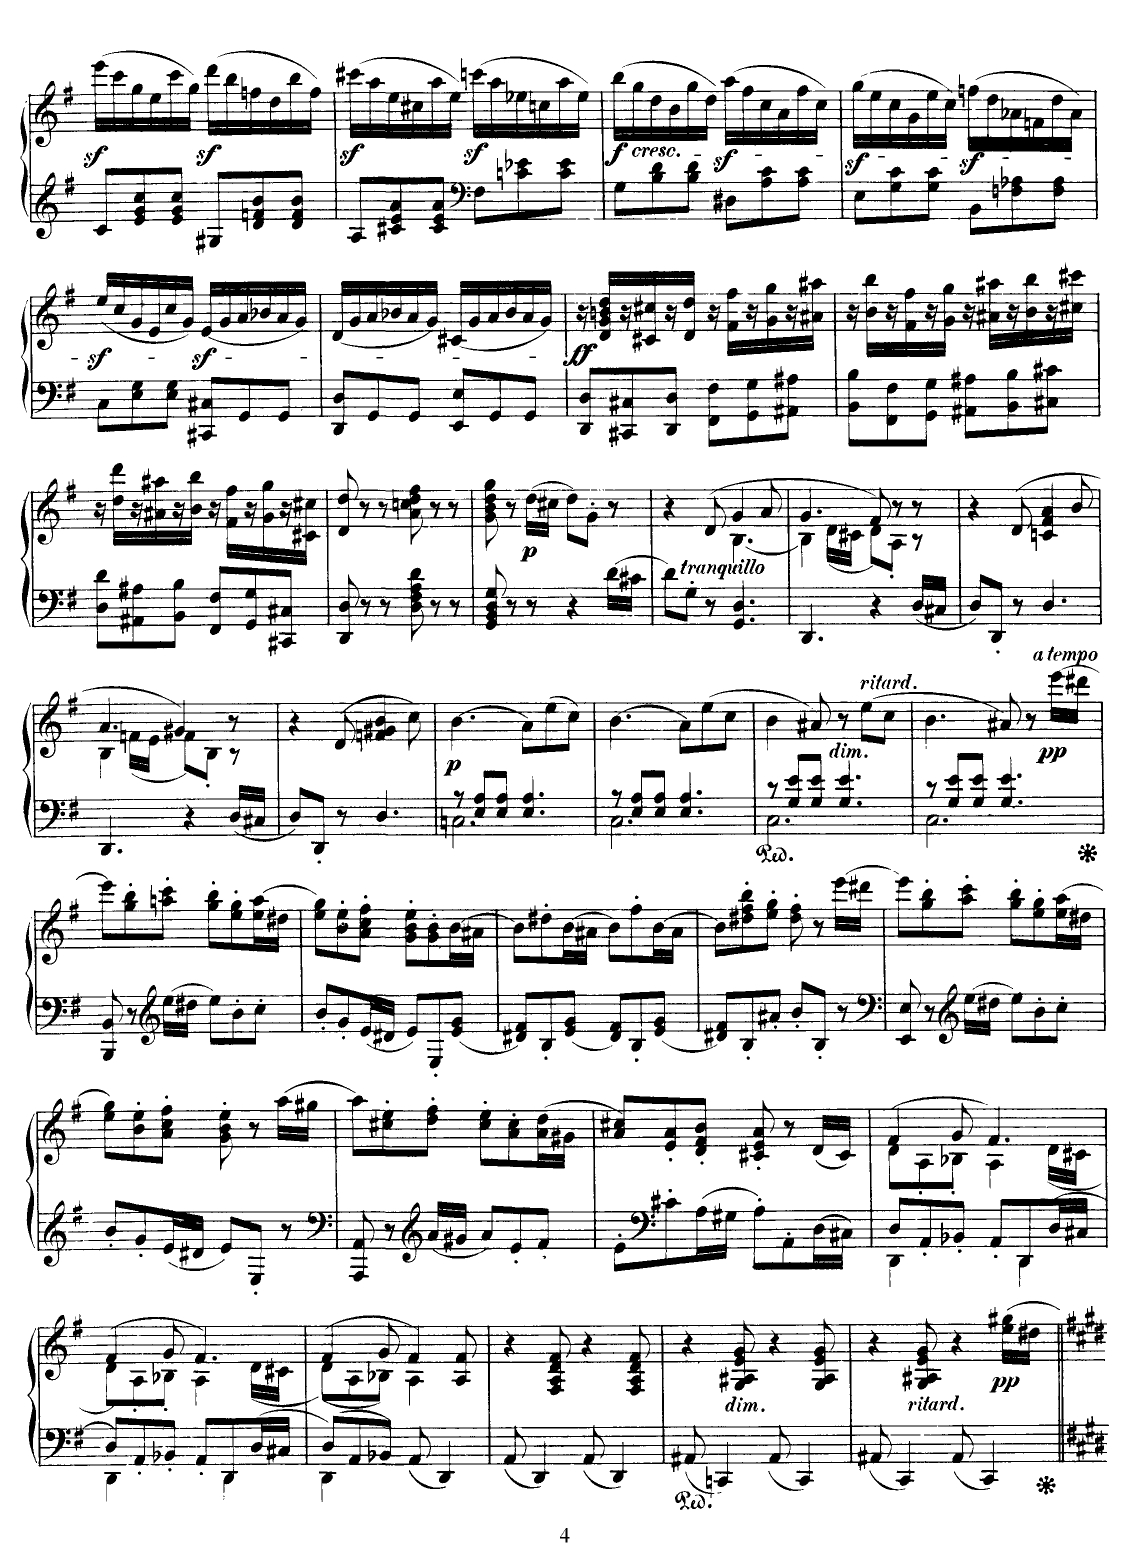 sf sf sf sf f cresc. sf sf sf
sf sf ff
p tranquillo
a tempo
ritard.
p dim. pp
Ped. *
dim. ritard. pp
Ped. *
4